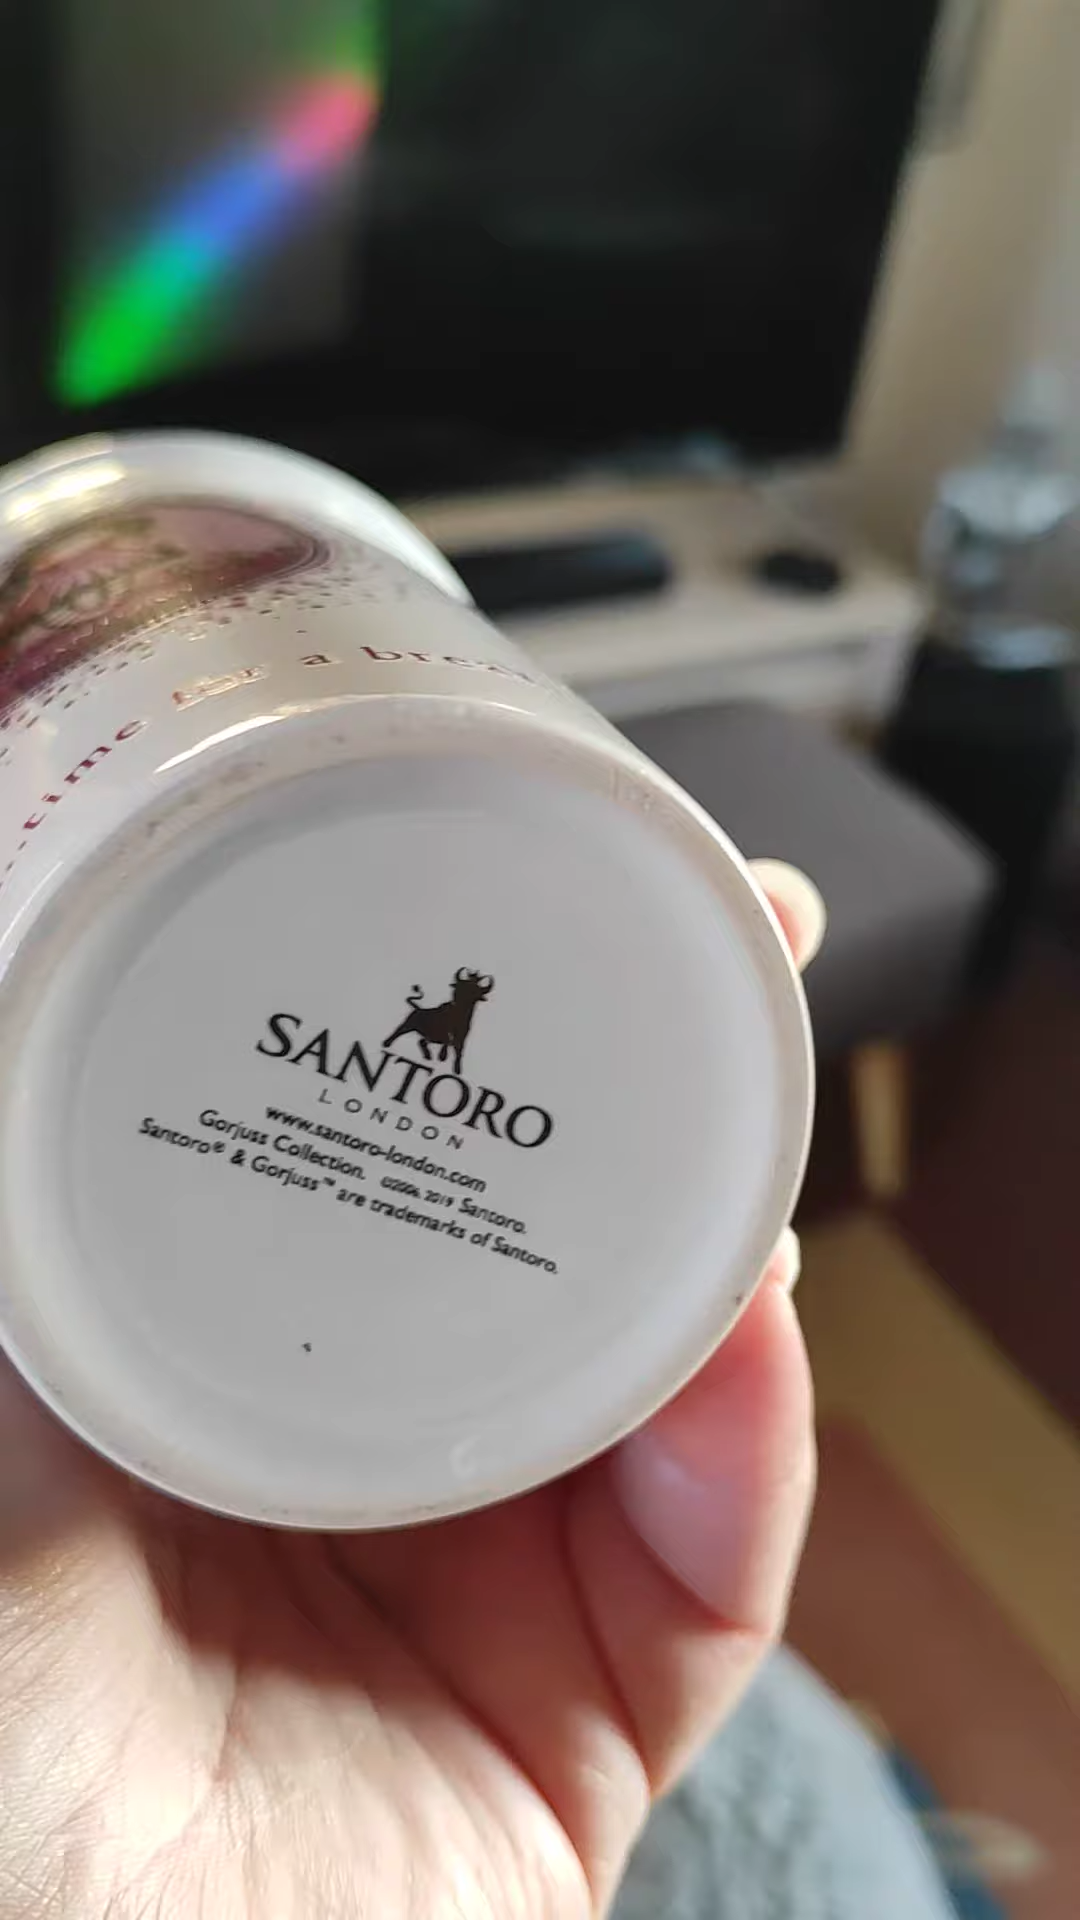 ...time for a break
SANTORO
LONDON
www.santoro-london.com
Gorjuss Collection. ©2006, 2019 Santoro.
Santoro® & Gorjuss™ are trademarks of Santoro.